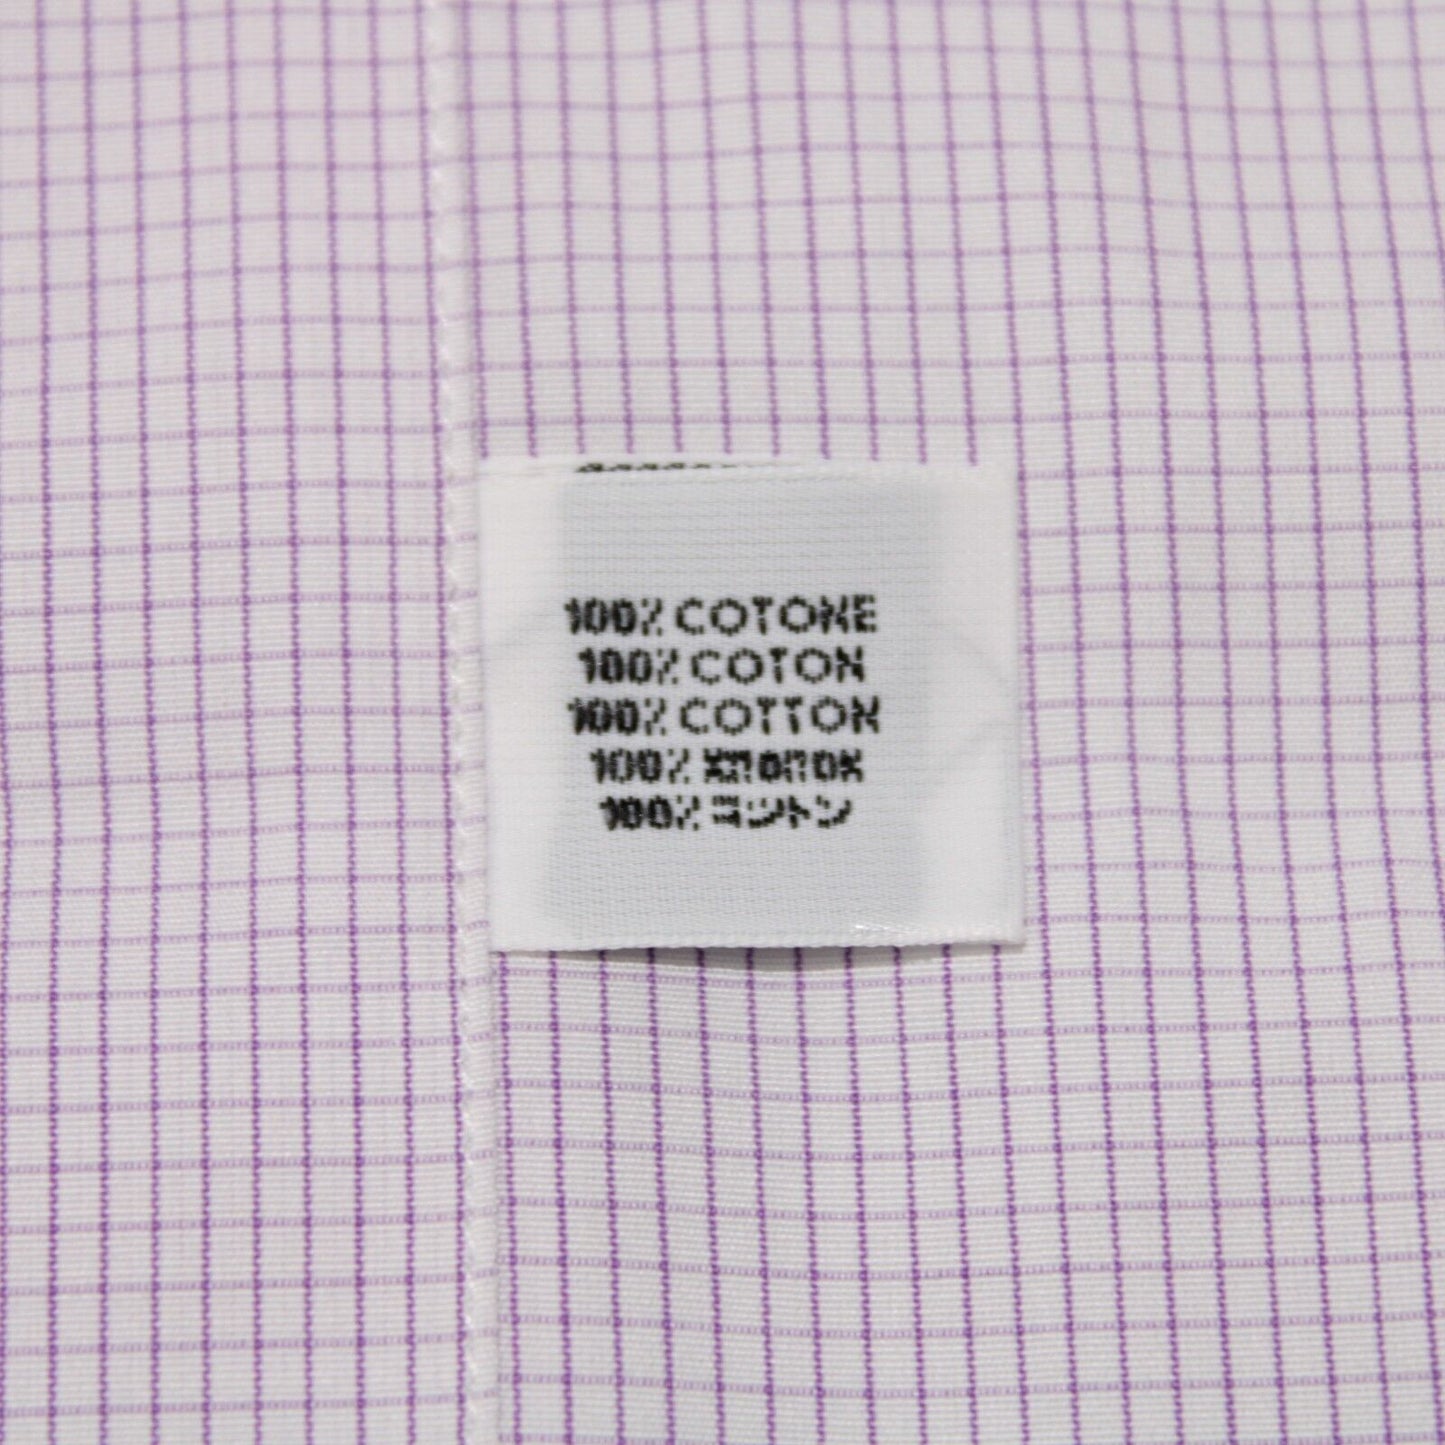 100% COTONE
100% COTON
100% COTTON
100% ХЛОПОК
100% コットン